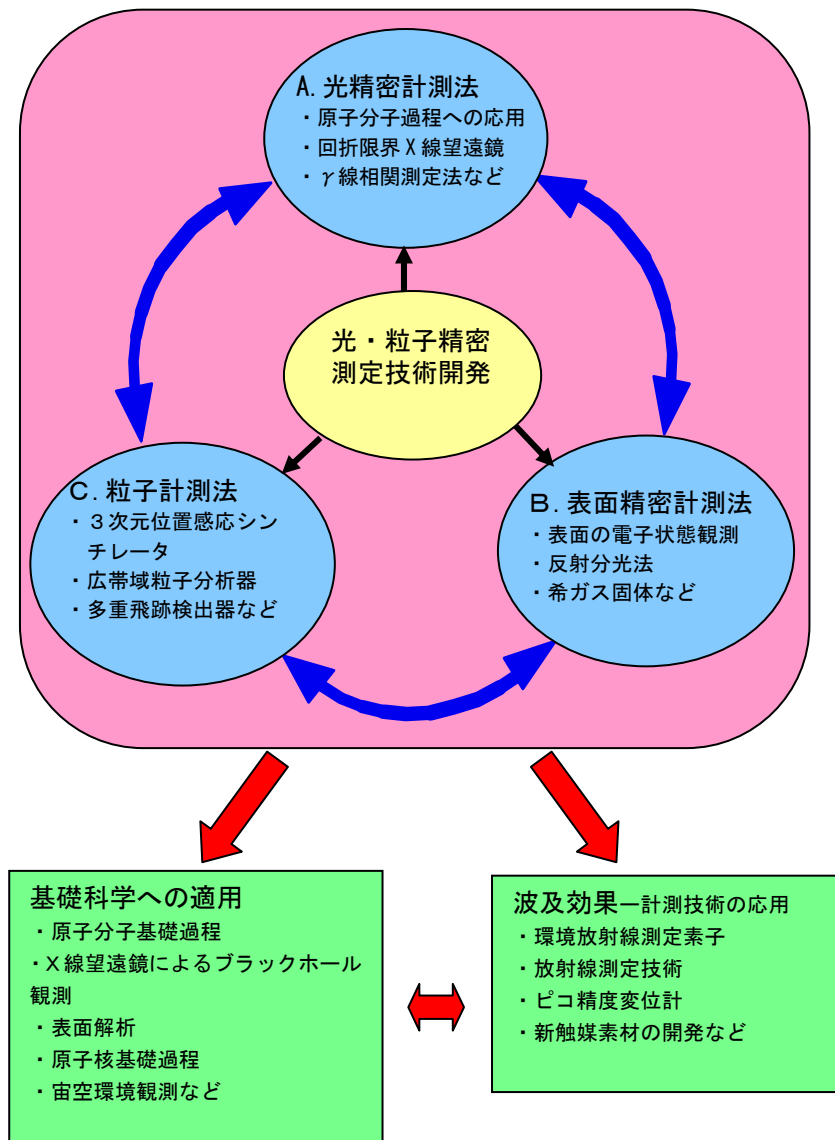 A. 光精密計測法
・原子分子過程への応用
・回折限界X線望遠鏡
・γ線相関測定法など
光・粒子精密
測定技術開発
C. 粒子計測法
・３次元位置感応シン
チレータ
・広帯域粒子分析器
・多重飛跡検出器など
B. 表面精密計測法
・表面の電子状態観測
・反射分光法
・希ガス固体など
基礎科学への適用
・原子分子基礎過程
・X線望遠鏡によるブラックホール
観測
・表面解析
・原子核基礎過程
・宙空環境観測など
波及効果―計測技術の応用
・環境放射線測定素子
・放射線測定技術
・ピコ精度変位計
・新触媒素材の開発など